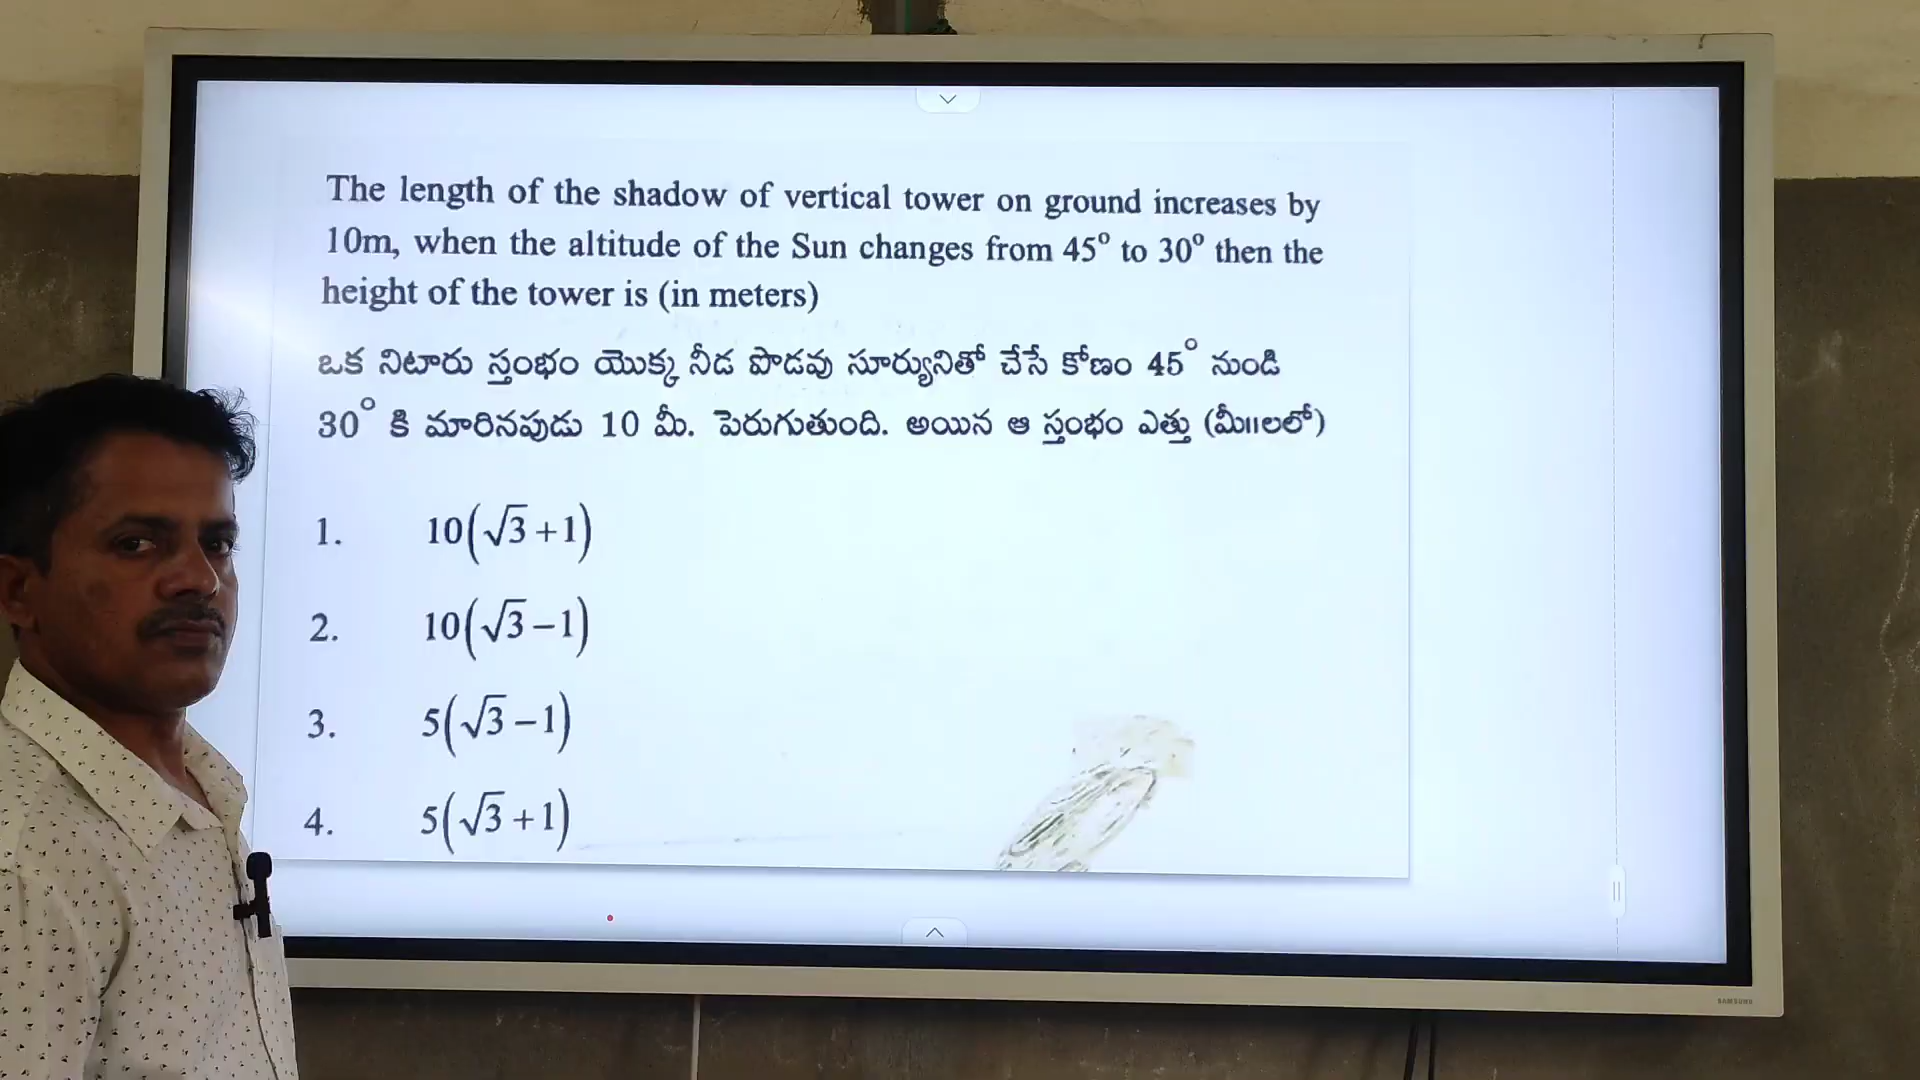 The length of the shadow of vertical tower on ground increases by
10m, when the altitude of the Sun changes from 45° to 30° then the
height of the tower is (in meters)
ఒక నిటారు స్తంభం యొక్క నీడ పొడవు సూర్యునితో చేసే కోణం 45° నుండి
30° కి మారినపుడు 10 మీ. పెరుగుతుంది. అయిన ఆ స్తంభం ఎత్తు (మీ॥లలో)
1. 10(√3+1)
2. 10(√3−1)
3. 5(√3−1)
4. 5(√3+1)
SAMSUNG